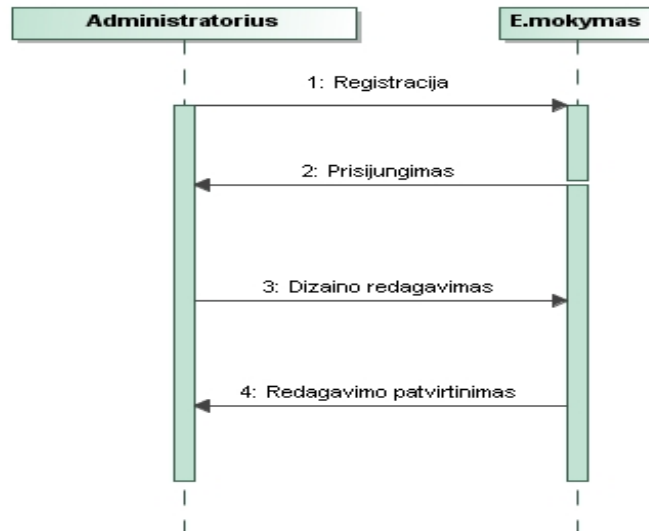 Administratorius
E.mokymas
1: Registracija
2: Prisijungimas
3: Dizaino redagavimas
4: Redagavimo patvirtinimas